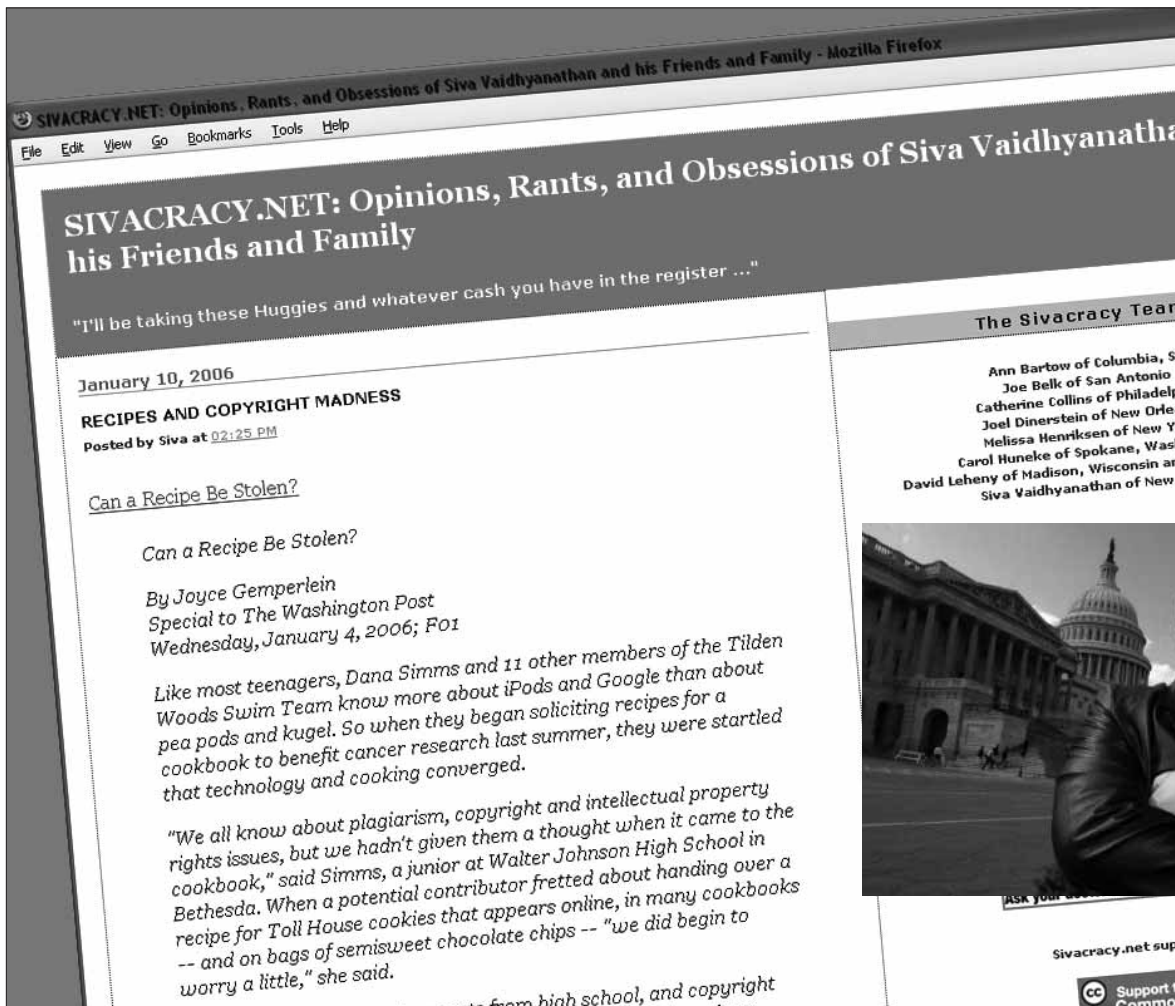 SIVACRACY.NET: Opinions, Rants, and Obsessions of Siva Vaidhyanathan and his Friends and Family - Mozilla Firefox
File Edit View Go Bookmarks Tools Help
SIVACRACY.NET: Opinions, Rants, and Obsessions of Siva Vaidhyanatha
his Friends and Family
"I'll be taking these Huggies and whatever cash you have in the register ..."
January 10, 2006
RECIPES AND COPYRIGHT MADNESS
Posted by Siva at 02:25 PM
Can a Recipe Be Stolen?
Can a Recipe Be Stolen?
By Joyce Gemperlein
Special to The Washington Post
Wednesday, January 4, 2006; F01
Like most teenagers, Dana Simms and 11 other members of the Tilden
Woods Swim Team know more about iPods and Google than about
pea pods and kugel. So when they began soliciting recipes for a
cookbook to benefit cancer research last summer, they were startled
that technology and cooking converged.
"We all know about plagiarism, copyright and intellectual property
rights issues, but we hadn't given them a thought when it came to the
cookbook," said Simms, a junior at Walter Johnson High School in
Bethesda. When a potential contributor fretted about handing over a
recipe for Toll House cookies that appears online, in many cookbooks
-- and on bags of semisweet chocolate chips -- "we did begin to
worry a little," she said.
from high school, and copyright
The Sivacracy Tea
Ann Bartow of Columbia, S
Joe Belk of San Antonio
Catherine Collins of Philadelp
Joel Dinerstein of New Orle
Melissa Henriksen of New Y
Carol Huneke of Spokane, Was
David Leheny of Madison, Wisconsin an
Siva Vaidhyanathan of New
Ask your
Sivacracy.net sup
cc Support